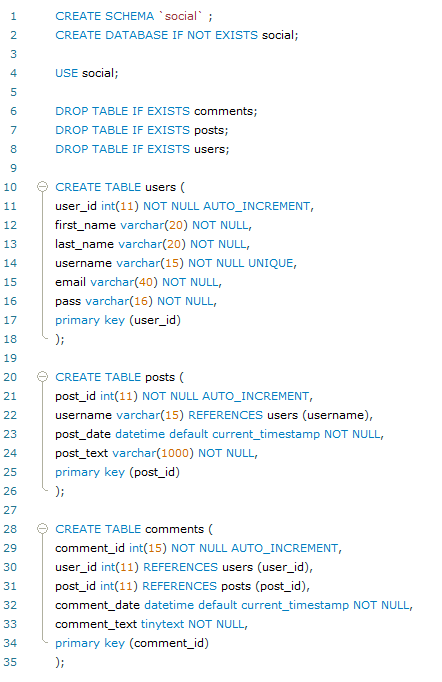 1 CREATE SCHEMA `social` ;
2 CREATE DATABASE IF NOT EXISTS social;
3
4 USE social;
5
6 DROP TABLE IF EXISTS comments;
7 DROP TABLE IF EXISTS posts;
8 DROP TABLE IF EXISTS users;
9
10 CREATE TABLE users (
11 user_id int(11) NOT NULL AUTO_INCREMENT,
12 first_name varchar(20) NOT NULL,
13 last_name varchar(20) NOT NULL,
14 username varchar(15) NOT NULL UNIQUE,
15 email varchar(40) NOT NULL,
16 pass varchar(16) NOT NULL,
17 primary key (user_id)
18 );
19
20 CREATE TABLE posts (
21 post_id int(11) NOT NULL AUTO_INCREMENT,
22 username varchar(15) REFERENCES users (username),
23 post_date datetime default current_timestamp NOT NULL,
24 post_text varchar(1000) NOT NULL,
25 primary key (post_id)
26 );
27
28 CREATE TABLE comments (
29 comment_id int(15) NOT NULL AUTO_INCREMENT,
30 user_id int(11) REFERENCES users (user_id),
31 post_id int(11) REFERENCES posts (post_id),
32 comment_date datetime default current_timestamp NOT NULL,
33 comment_text tinytext NOT NULL,
34 primary key (comment_id)
35 );